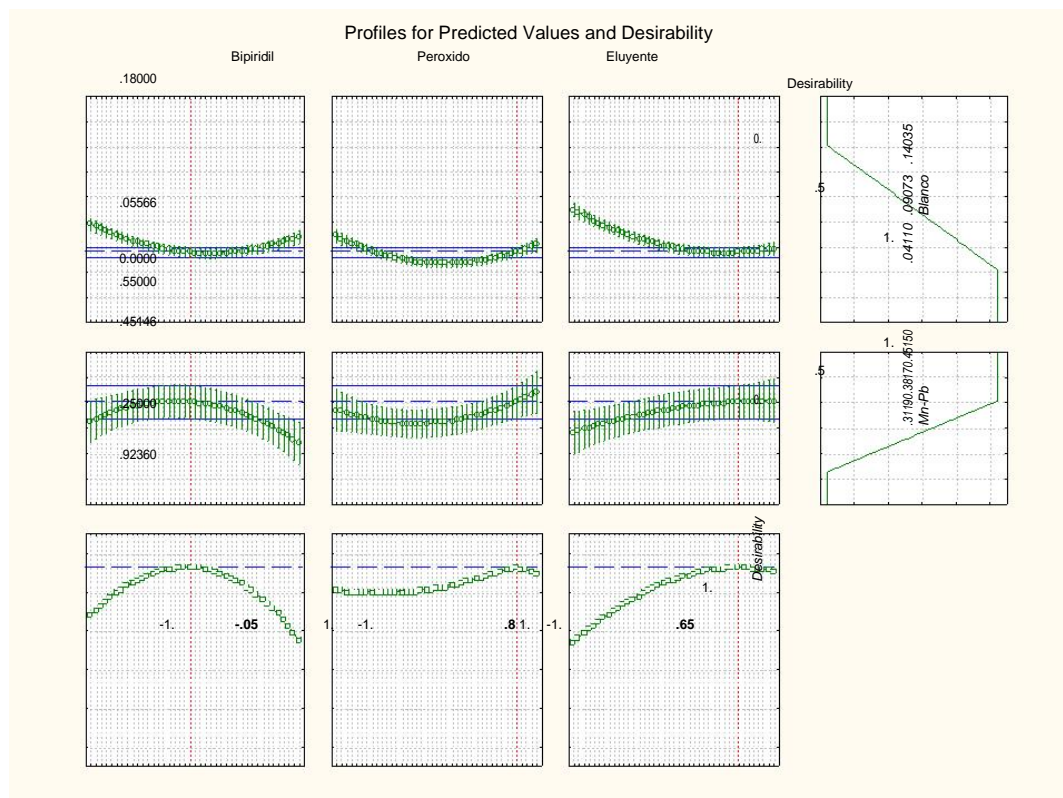 Profiles for Predicted Values and Desirability
Bipiridil Peroxido Eluyente
.18000
Desirability
0.
.04110 .09073 .14035
Blanco
.5
.05566
1.
0.0000
.55000
.45146
1.
.31190.38170.45150
Mn-Pb
.5
.25000
0.
.92360
Desirability
1.
-1. -.05 1. -1. .8 1. -1. .65